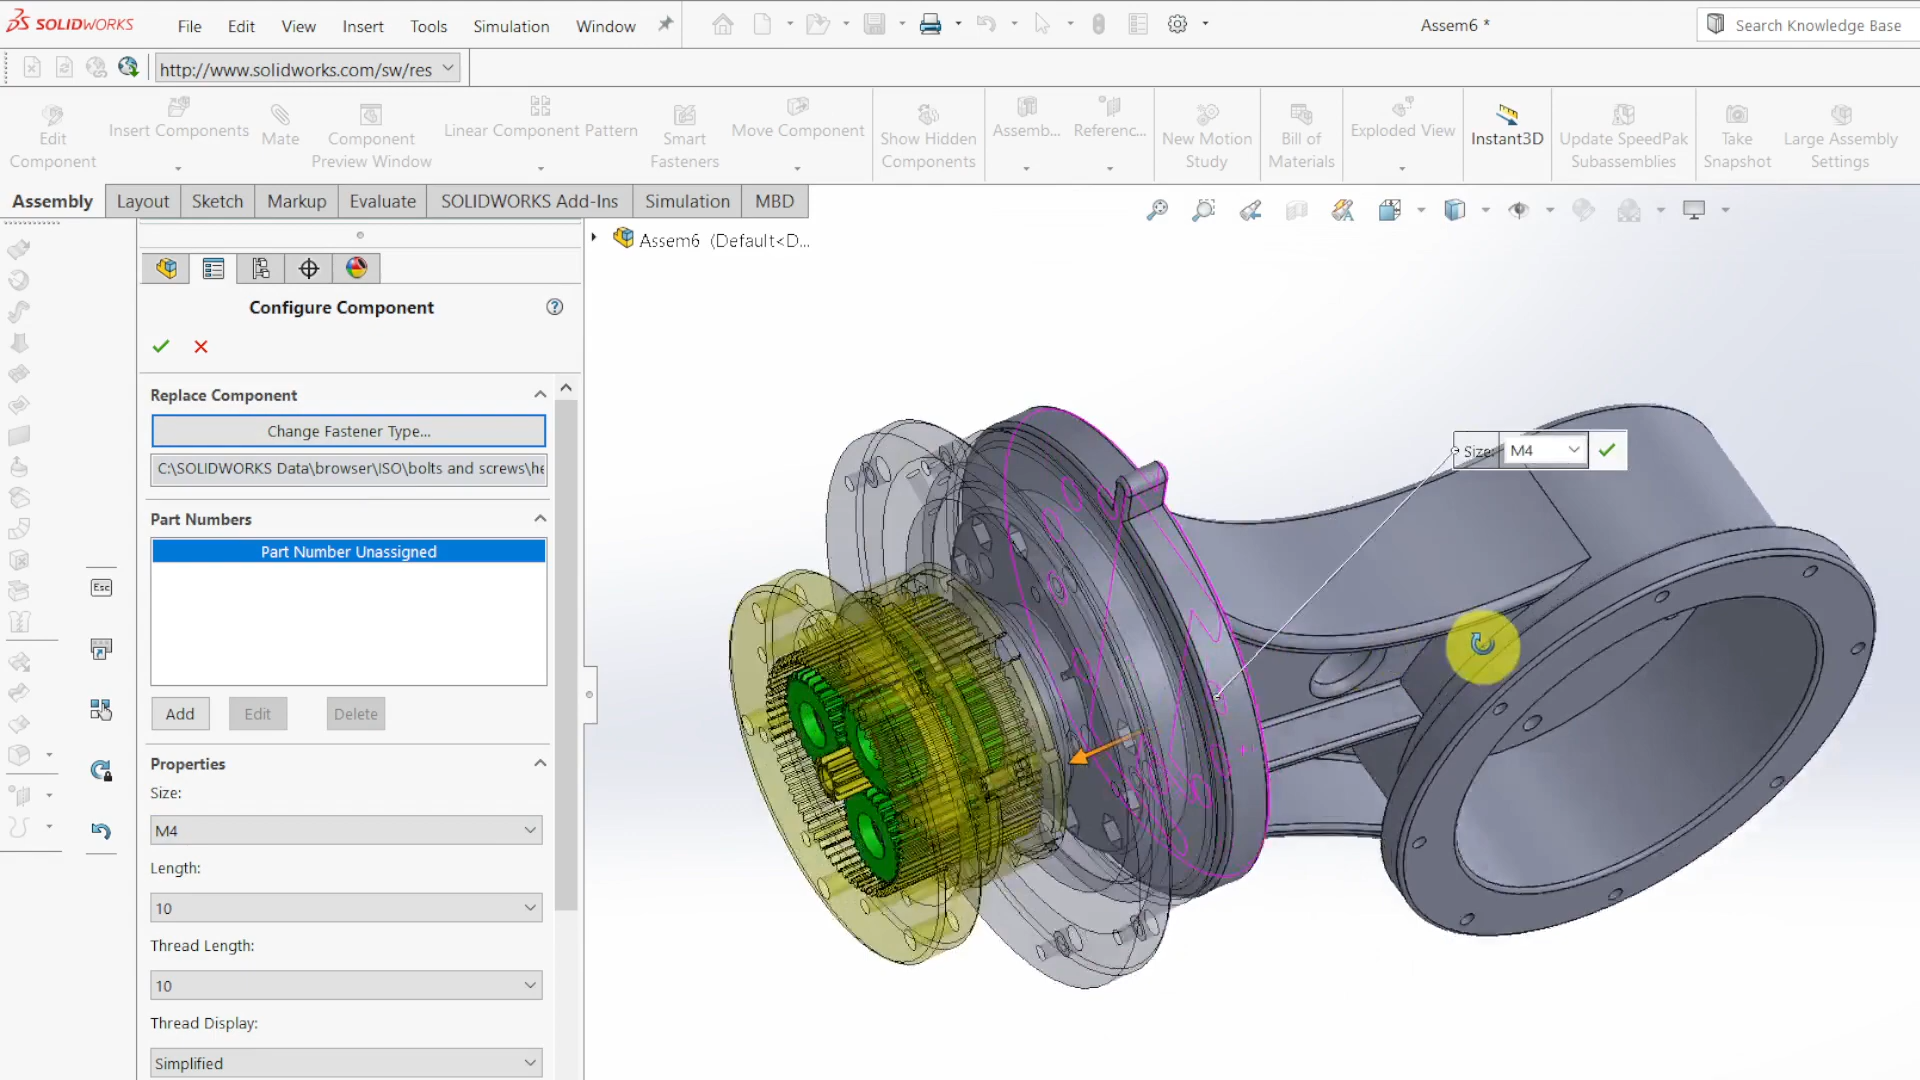 SOLIDWORKS File Edit View Insert Tools Simulation Window Assem6 * Search Knowledge Base
http://www.solidworks.com/sw/res
Edit Component
Insert Components
Mate
Component Preview Window
Linear Component Pattern
Smart Fasteners
Move Component
Show Hidden Components
Assemb...
Referenc...
New Motion Study
Bill of Materials
Exploded View
Instant3D
Update SpeedPak Subassemblies
Take Snapshot
Large Assembly Settings
Assembly Layout Sketch Markup Evaluate SOLIDWORKS Add-Ins Simulation MBD
Assem6 (Default<D...
Configure Component
Replace Component
Change Fastener Type...
C:\SOLIDWORKS Data\browser\ISO\bolts and screws\he
Size: M4
Part Numbers
Part Number Unassigned
Esc
Add Edit Delete
Properties
Size:
M4
Length:
10
Thread Length:
10
Thread Display:
Simplified